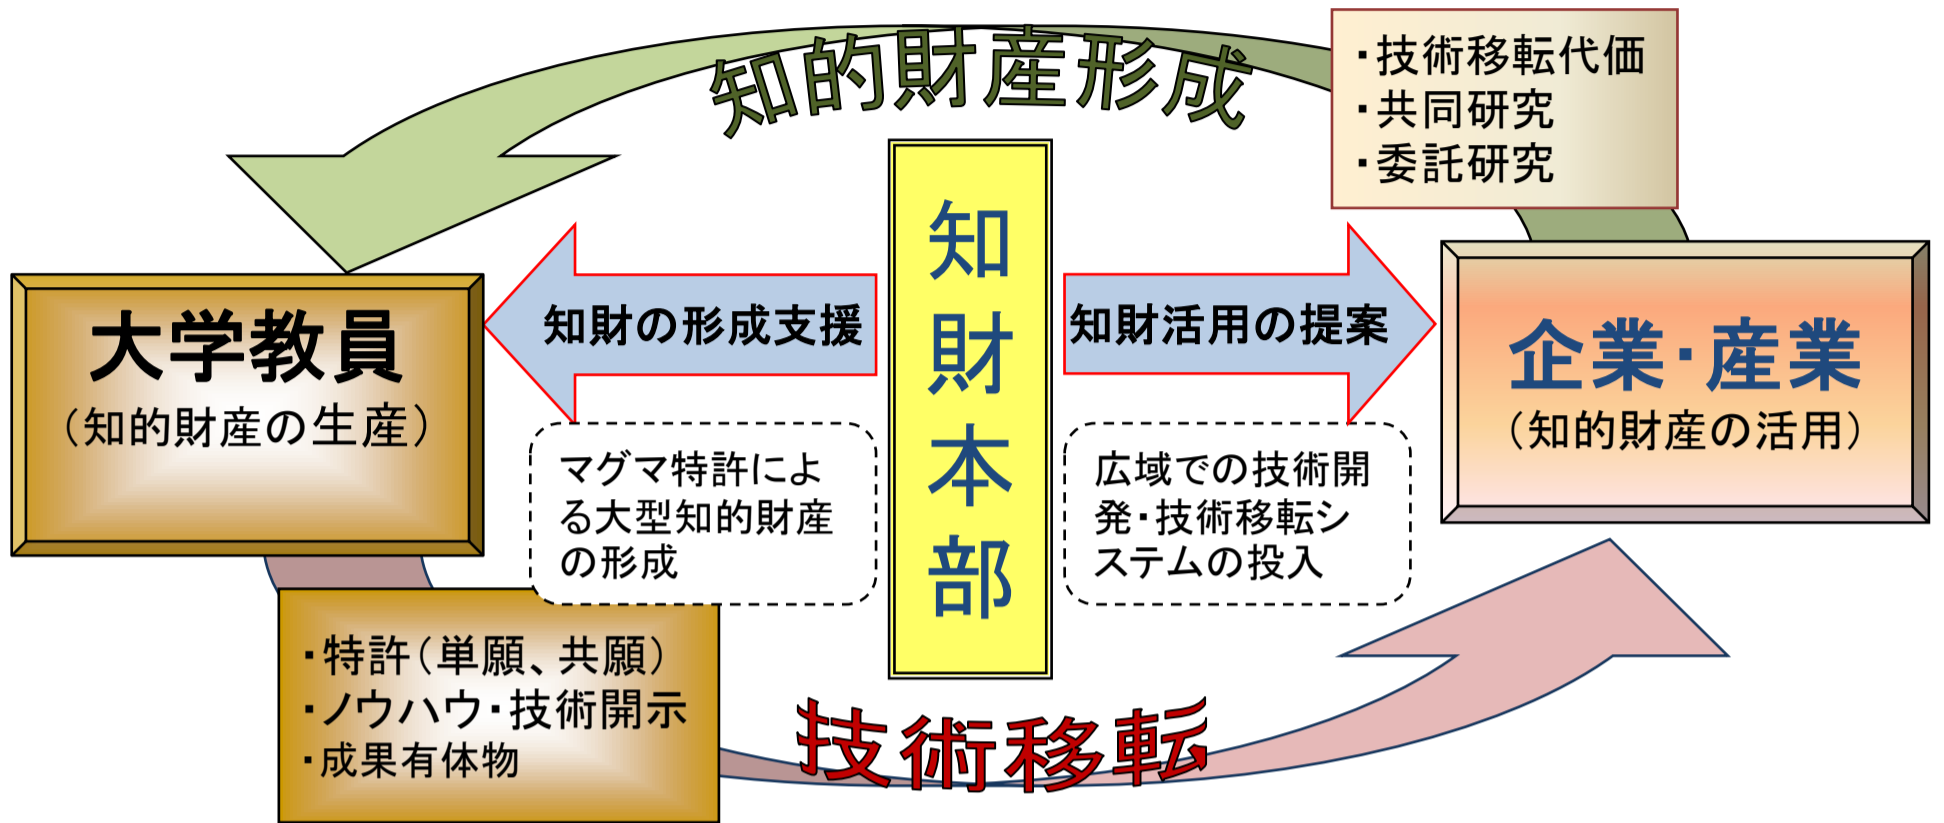 知的財産形成
・技術移転代価
・共同研究
・委託研究
大学教員
（知的財産の生産）
知財の形成支援
マグマ特許によ
る大型知的財産
の形成
知財本部
知財活用の提案
広域での技術開
発・技術移転シ
ステムの投入
企業・産業
（知的財産の活用）
・特許（単願、共願）
・ノウハウ・技術開示
・成果有体物
技術移転